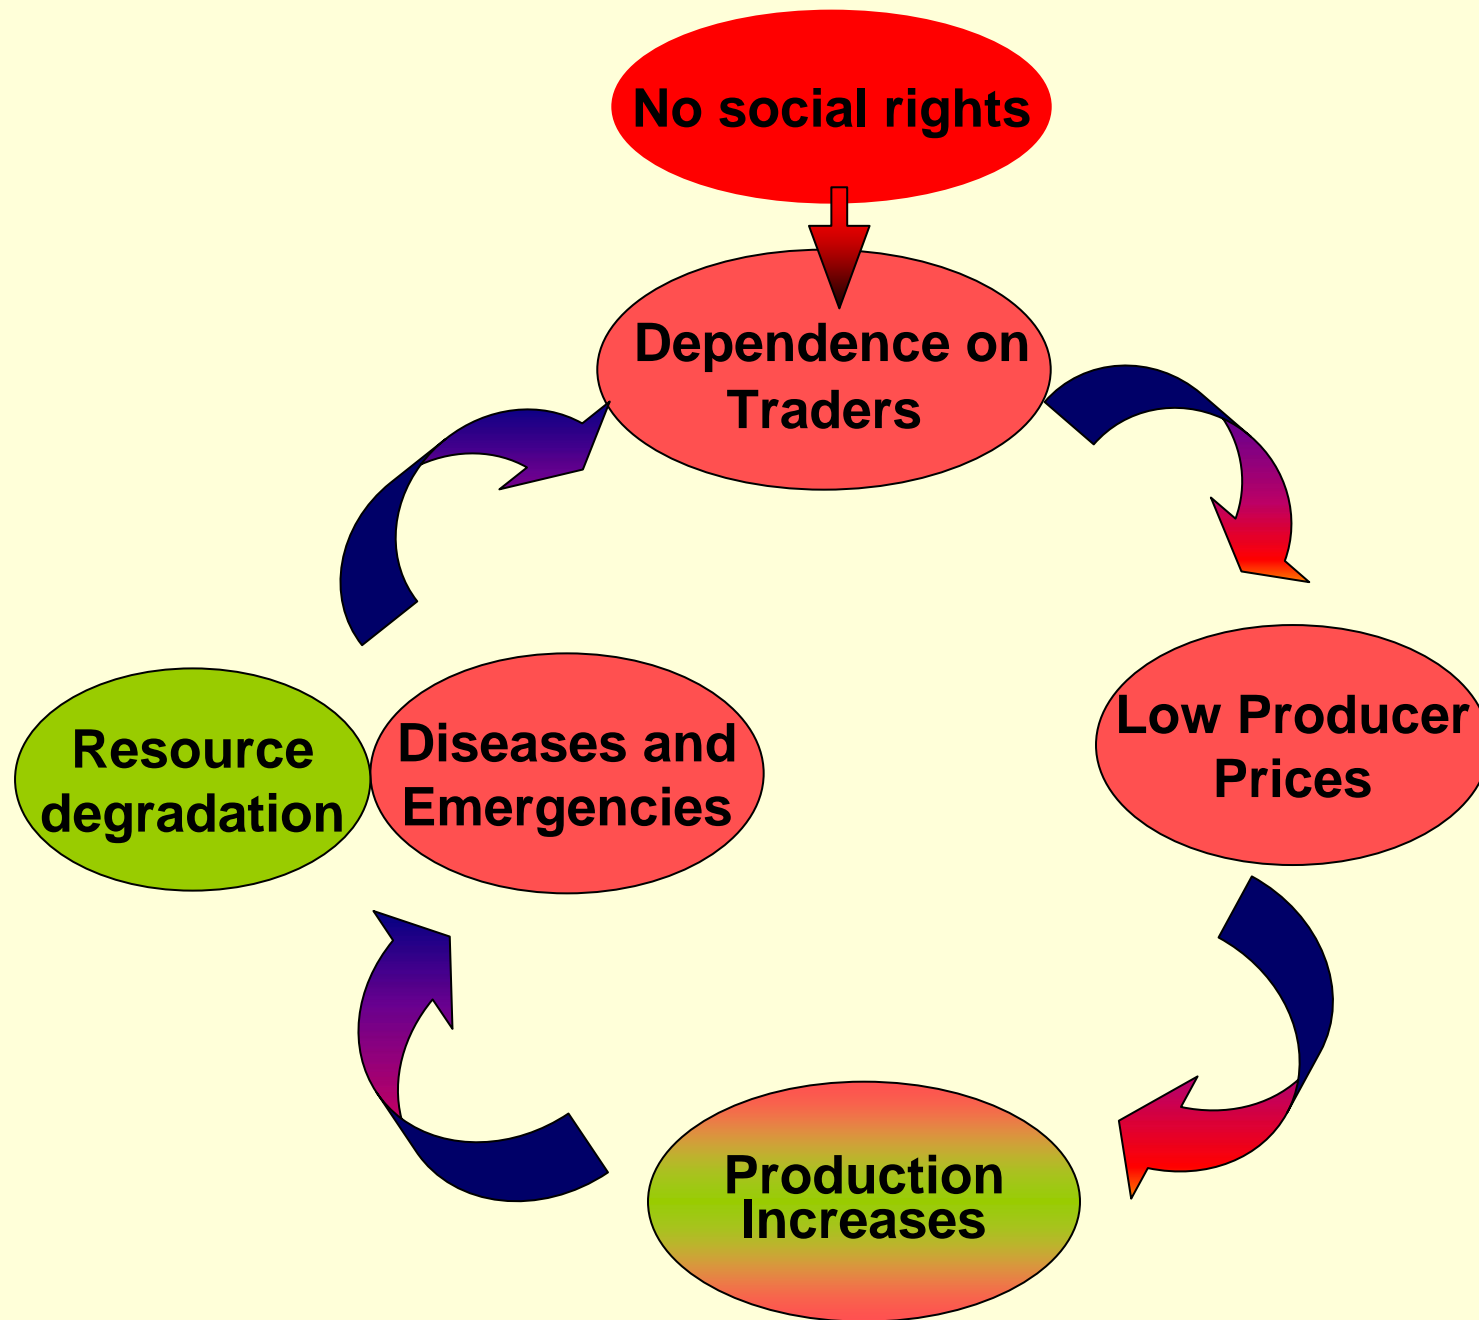 No social rights
Dependence on
Traders
Low Producer
Prices
Resource
degradation
Diseases and
Emergencies
Production
Increases